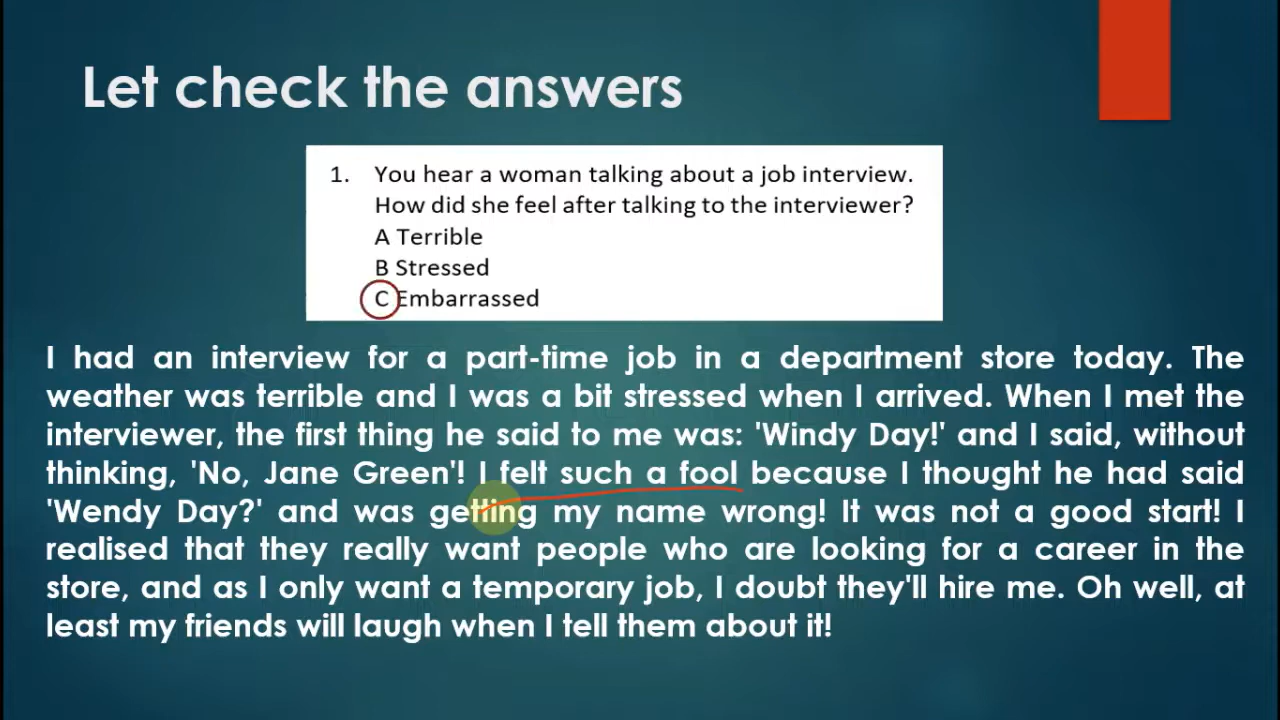 Let check the answers
1. You hear a woman talking about a job interview.
How did she feel after talking to the interviewer?
A Terrible
B Stressed
C Embarrassed
I had an interview for a part-time job in a department store today. The
weather was terrible and I was a bit stressed when I arrived. When I met the
interviewer, the first thing he said to me was: 'Windy Day!' and I said, without
thinking, 'No, Jane Green'! I felt such a fool because I thought he had said
'Wendy Day?' and was getting my name wrong! It was not a good start! I
realised that they really want people who are looking for a career in the
store, and as I only want a temporary job, I doubt they'll hire me. Oh well, at
least my friends will laugh when I tell them about it!